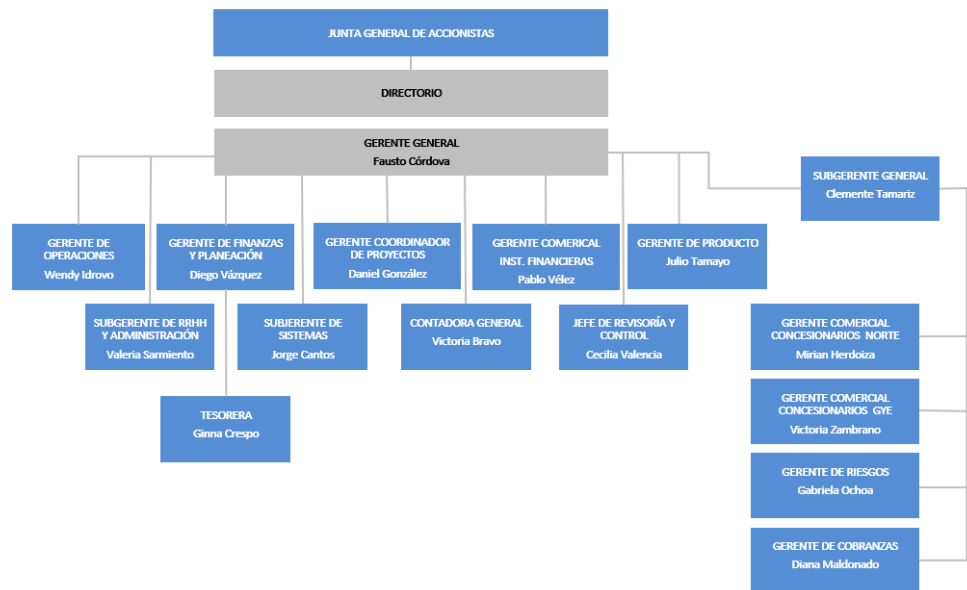 JUNTA GENERAL DE ACCIONISTAS
DIRECTORIO
GERENTE GENERAL
Fausto Córdova
SUBGERENTE GENERAL
Clemente Tamariz
GERENTE DE
OPERACIONES
Wendy Idrovo
GERENTE DE FINANZAS
Y PLANEACIÓN
Diego Vázquez
GERENTE COORDINADOR
DE PROYECTOS
Daniel González
GERENTE COMERICAL
INST. FINANCIERAS
Pablo Vélez
GERENTE DE PRODUCTO
Julio Tamayo
SUBGERENTE DE RRHH
Y ADMINISTRACIÓN
Valeria Sarmiento
SUBJERENTE DE
SISTEMAS
Jorge Cantos
CONTADORA GENERAL
Victoria Bravo
JEFE DE REVISORÍA Y
CONTROL
Cecilia Valencia
GERENTE COMERCIAL
CONCESIONARIOS NORTE
Mirian Herdoiza
TESORERA
Ginna Crespo
GERENTE COMERCIAL
CONCESIONARIOS GYE
Victoria Zambrano
GERENTE DE RIESGOS
Gabriela Ochoa
GERENTE DE COBRANZAS
Diana Maldonado